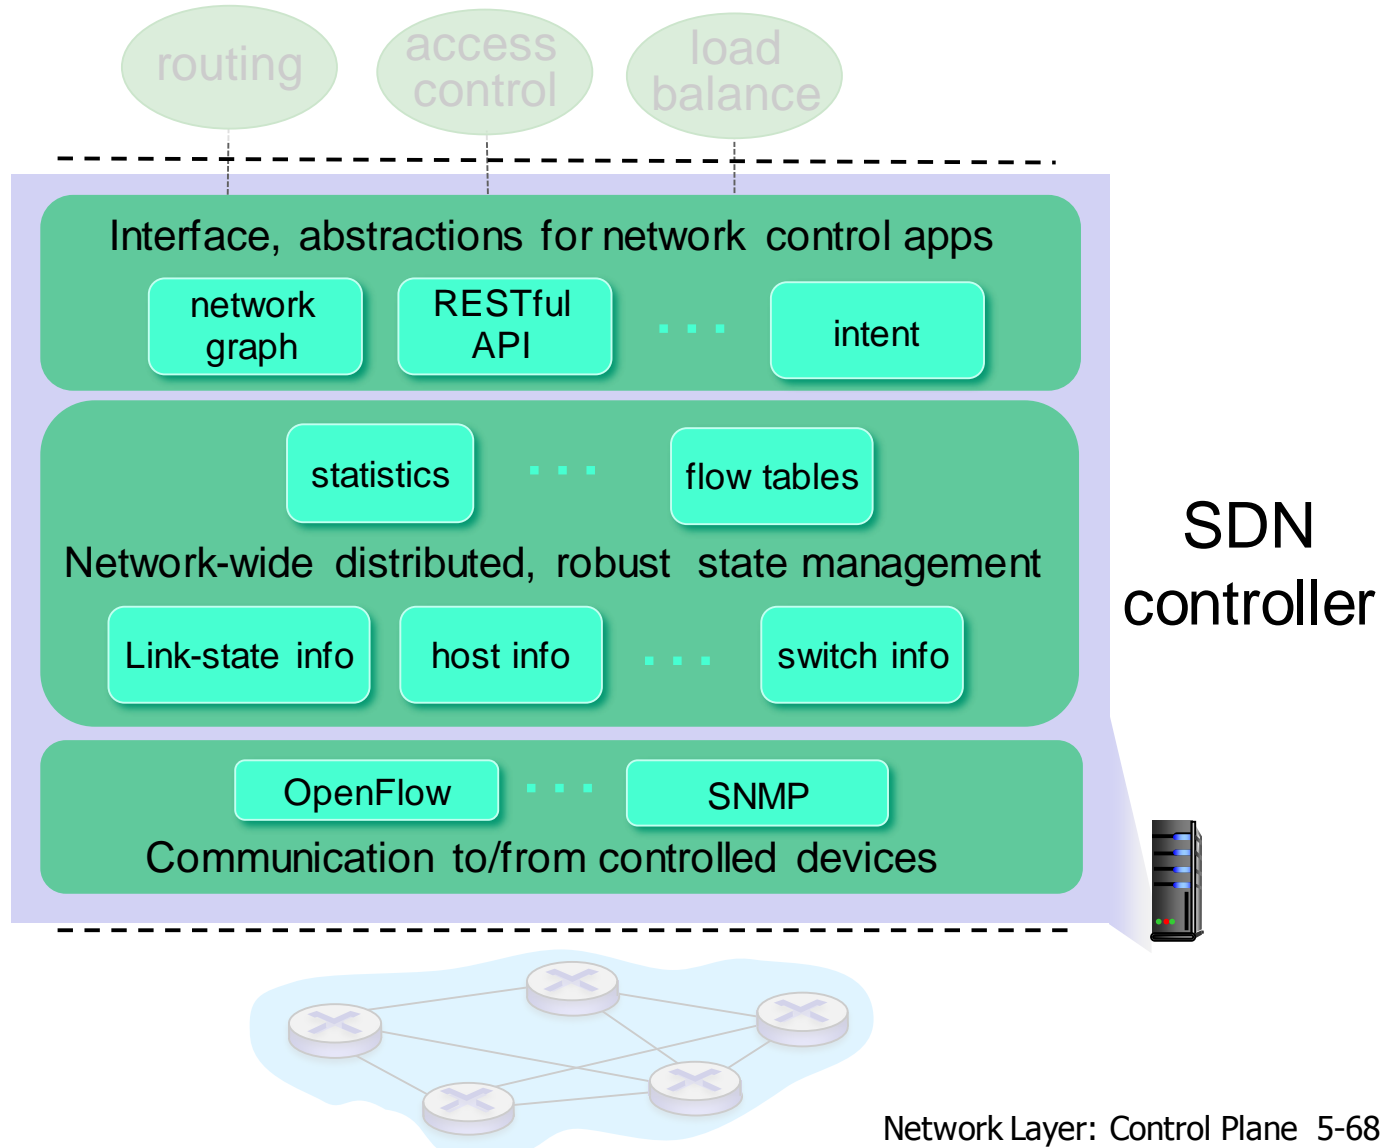 routing
access
control
load
balance
Interface, abstractions for network control apps
network
graph
RESTful
API
. . .
intent
statistics
. . .
flow tables
Network-wide distributed, robust state management
Link-state info
host info
. . .
switch info
OpenFlow
. . .
SNMP
Communication to/from controlled devices
SDN
controller
Network Layer: Control Plane 5-68